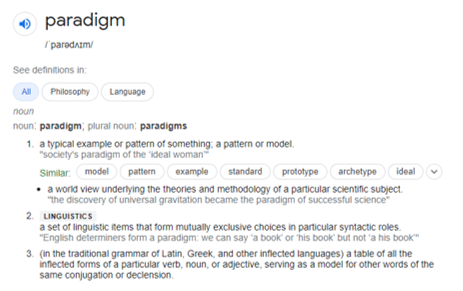 paradigm
/ˈparədʌɪm/
See definitions in:
All Philosophy Language
noun
noun: paradigm; plural noun: paradigms
1. a typical example or pattern of something; a pattern or model.
"society's paradigm of the 'ideal woman'"
Similar: model pattern example standard prototype archetype ideal
• a world view underlying the theories and methodology of a particular scientific subject.
"the discovery of universal gravitation became the paradigm of successful science"
2. LINGUISTICS
a set of linguistic items that form mutually exclusive choices in particular syntactic roles.
"English determiners form a paradigm: we can say 'a book' or 'his book' but not 'a his book'"
3. (in the traditional grammar of Latin, Greek, and other inflected languages) a table of all the
inflected forms of a particular verb, noun, or adjective, serving as a model for other words of the
same conjugation or declension.